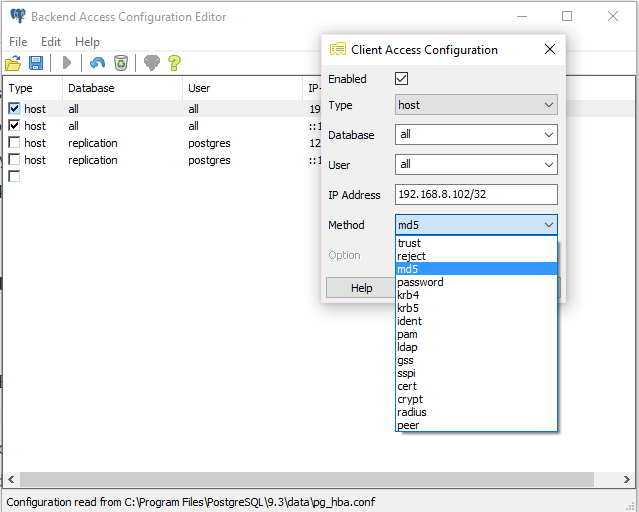 Backend Access Configuration Editor
File Edit Help
Type Database User IP-
host all all 19
host all all ::1
host replication postgres 12
host replication postgres ::1
Client Access Configuration
Enabled
Type host
Database all
User all
IP Address 192.168.8.102/32
Method md5
trust
reject
md5
password
krb4
krb5
ident
pam
ldap
gss
sspi
cert
crypt
radius
peer
Option
Help
Configuration read from C:\Program Files\PostgreSQL\9.3\data\pg_hba.conf